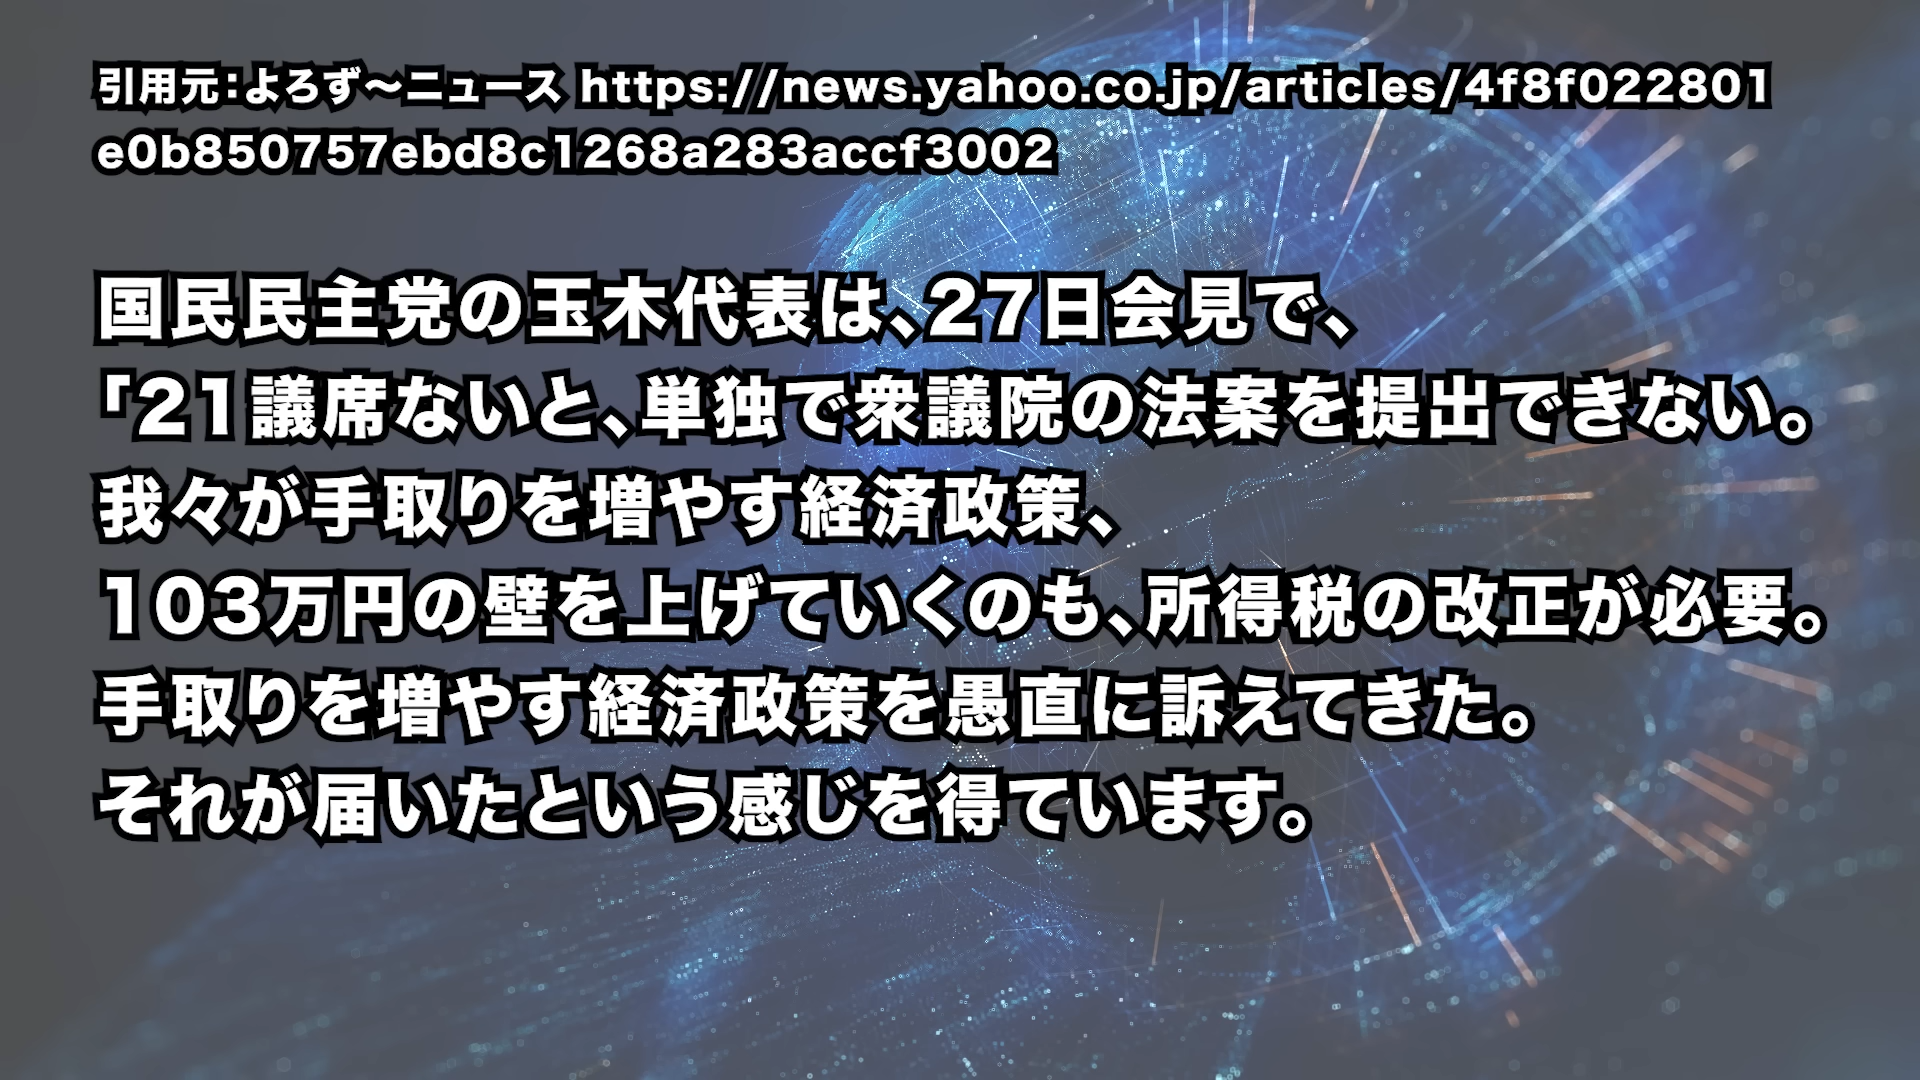 引用元：よろず～ニュース https://news.yahoo.co.jp/articles/4f8f022801
e0b850757ebd8c1268a283accf3002
国民民主党の玉木代表は、27日会見で、
「21議席ないと、単独で衆議院の法案を提出できない。
我々が手取りを増やす経済政策、
103万円の壁を上げていくのも、所得税の改正が必要。
手取りを増やす経済政策を愚直に訴えてきた。
それが届いたという感じを得ています。